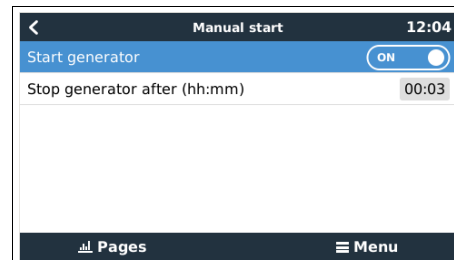 Manual start 12:04
Start generator ON
Stop generator after (hh:mm) 00:03
Pages Menu